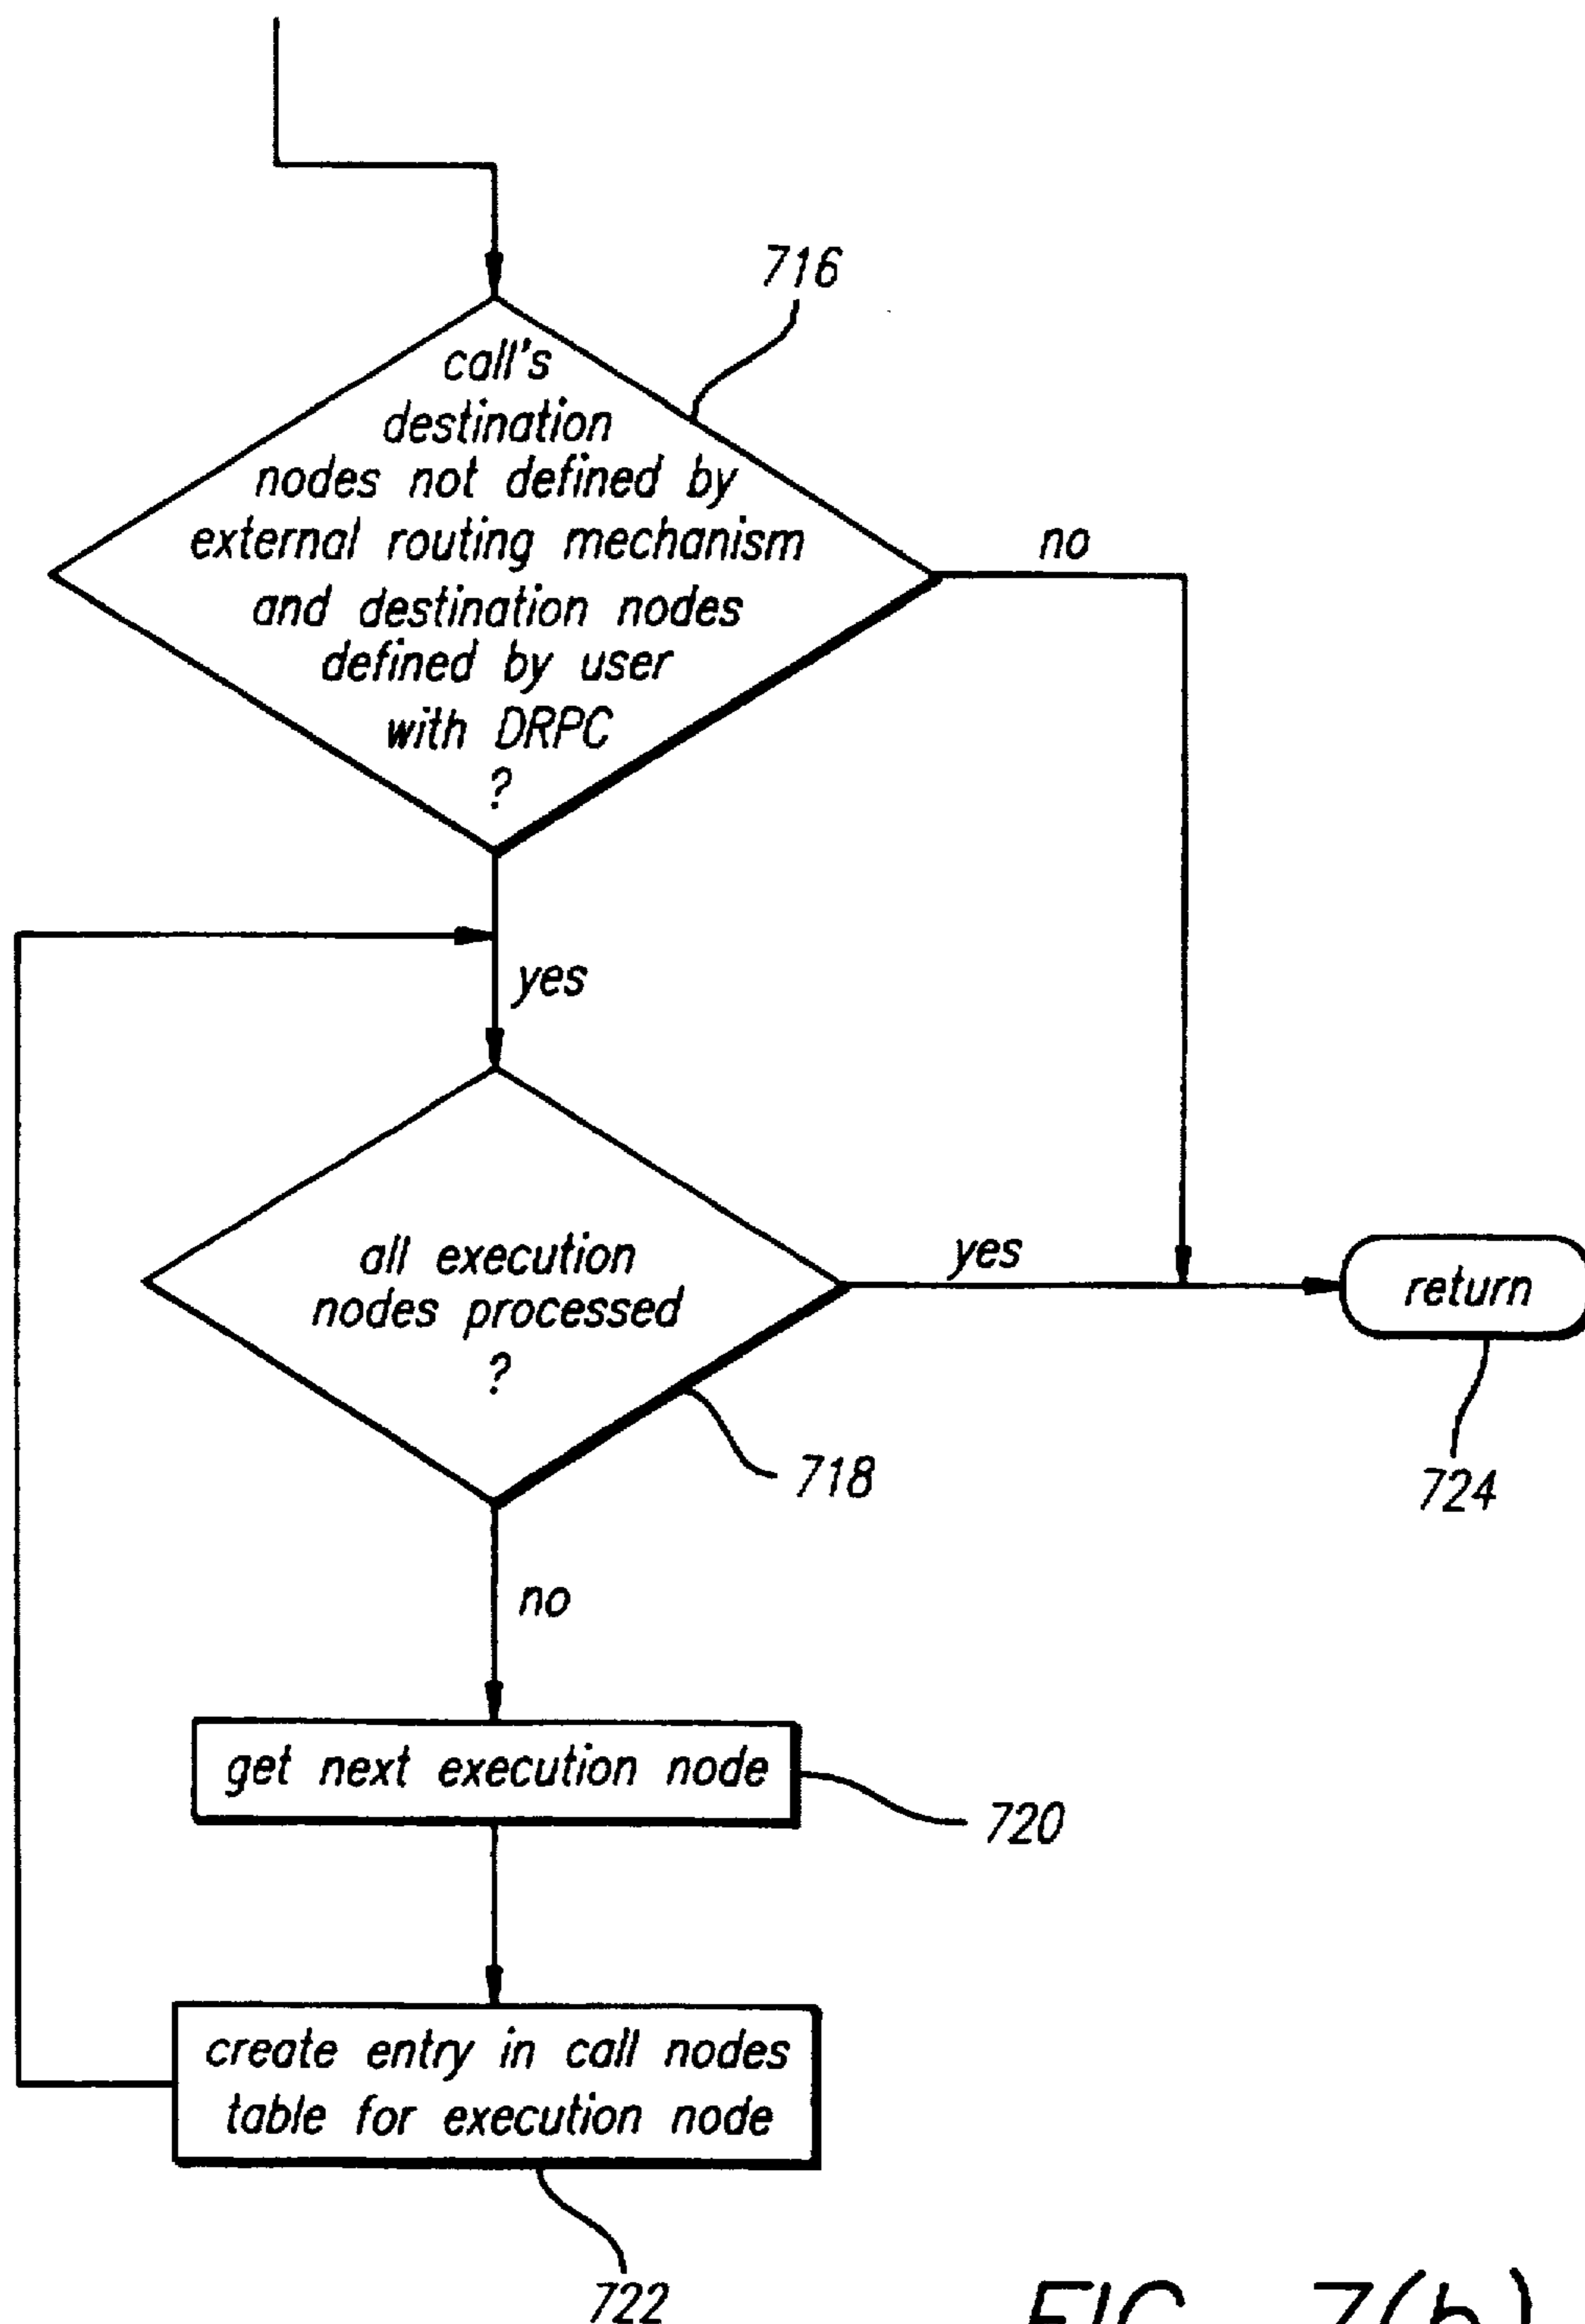 716
call's
destination
nodes not defined by
external routing mechanism
and destination nodes
defined by user
with DRPC
?
no
yes
all execution
nodes processed
?
yes
return
718
724
no
get next execution node
720
create entry in call nodes
table for execution node
722
FIG. 7(b)